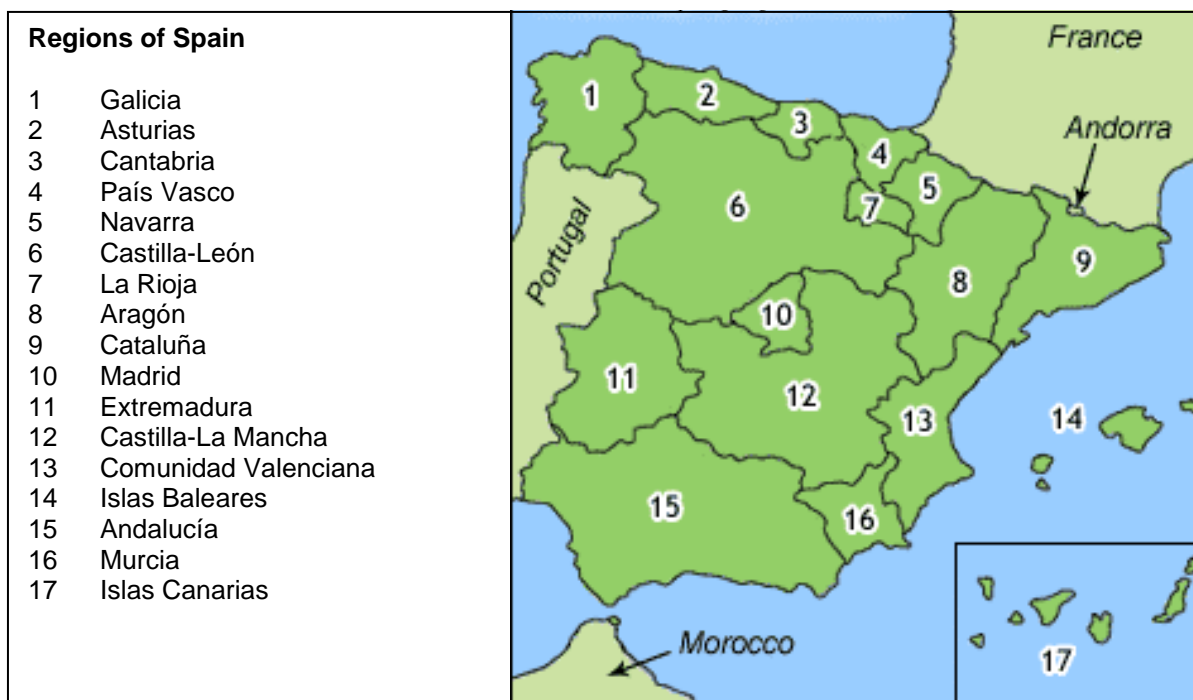 Regions of Spain
1 Galicia
2 Asturias
3 Cantabria
4 País Vasco
5 Navarra
6 Castilla-León
7 La Rioja
8 Aragón
9 Cataluña
10 Madrid
11 Extremadura
12 Castilla-La Mancha
13 Comunidad Valenciana
14 Islas Baleares
15 Andalucía
16 Murcia
17 Islas Canarias
France
Andorra
Portugal
Morocco
1
2
3
4
5
6
7
8
9
10
11
12
13
14
15
16
17